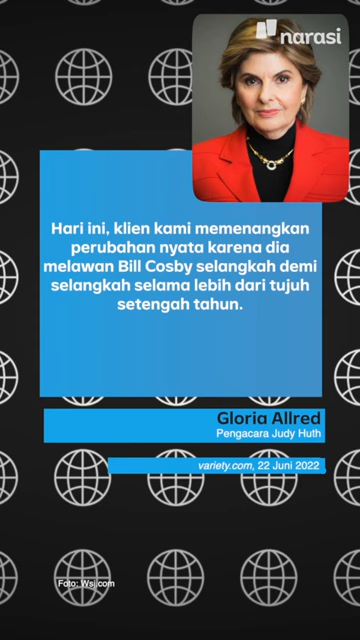 narasi
Hari ini, klien kami memenangkan
perubahan nyata karena dia
melawan Bill Cosby selangkah demi
selangkah selama lebih dari tujuh
setengah tahun.
Gloria Allred
Pengacara Judy Huth
variety.com, 22 Juni 2022
Foto: Wsj.com